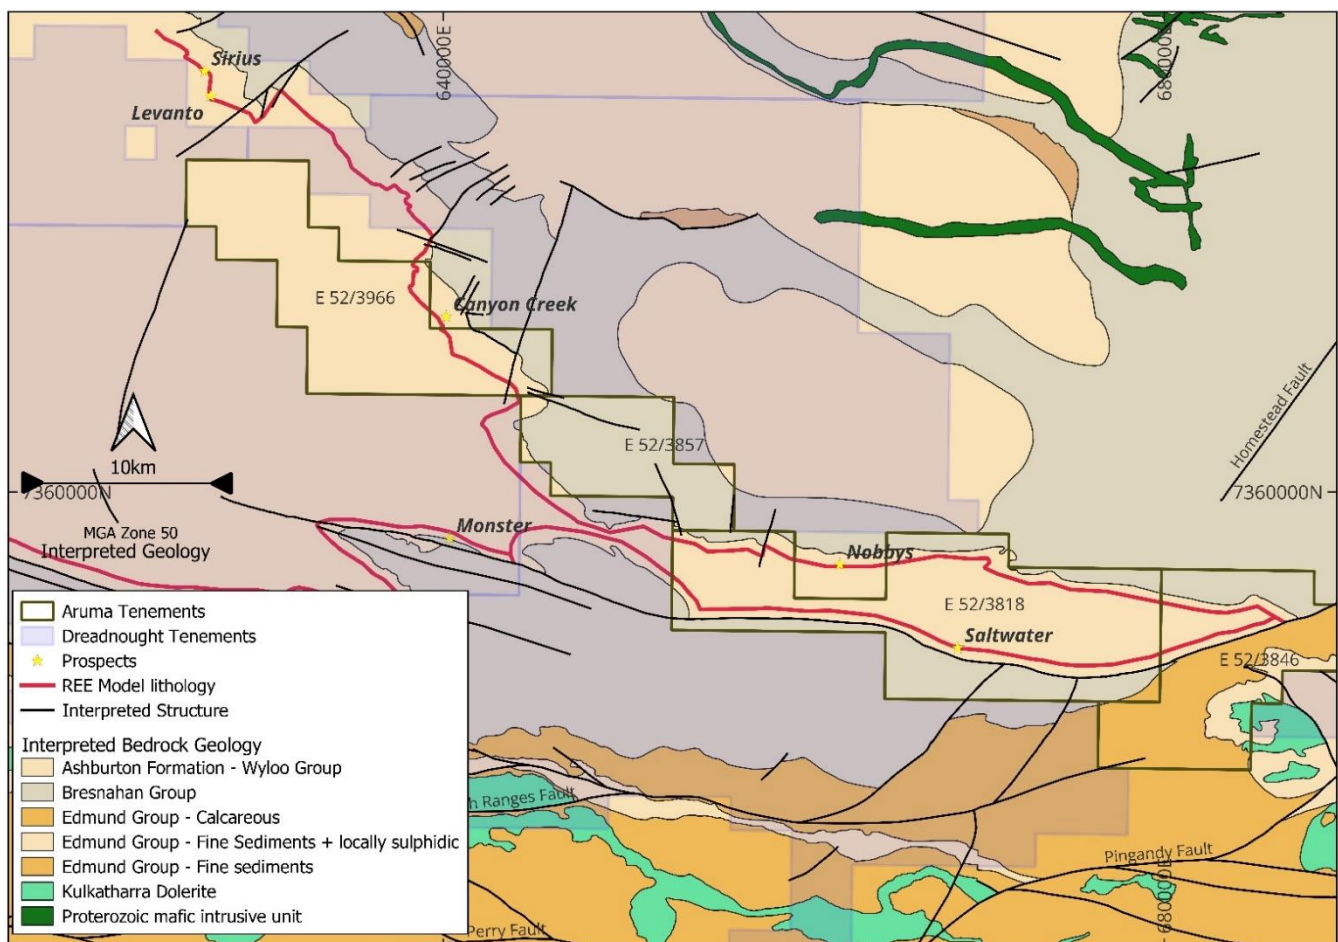 Sirius
Levanto
640000E
680000E
E 52/3966
Canyon Creek
E 52/3857
Homestead Fault
10km
7360000N
7360000N
MGA Zone 50
Interpreted Geology
Monster
Nobbys
E 52/3818
Saltwater
E 52/3846
Aruma Tenements
Dreadnought Tenements
Prospects
REE Model lithology
Interpreted Structure
Interpreted Bedrock Geology
Ashburton Formation - Wyloo Group
Bresnahan Group
Edmund Group - Calcareous
Edmund Group - Fine Sediments + locally sulphidic
Edmund Group - Fine sediments
Kulkatharra Dolerite
Proterozoic mafic intrusive unit
h Ranges Fault
Pingandy Fault
Perry Fault
680000E